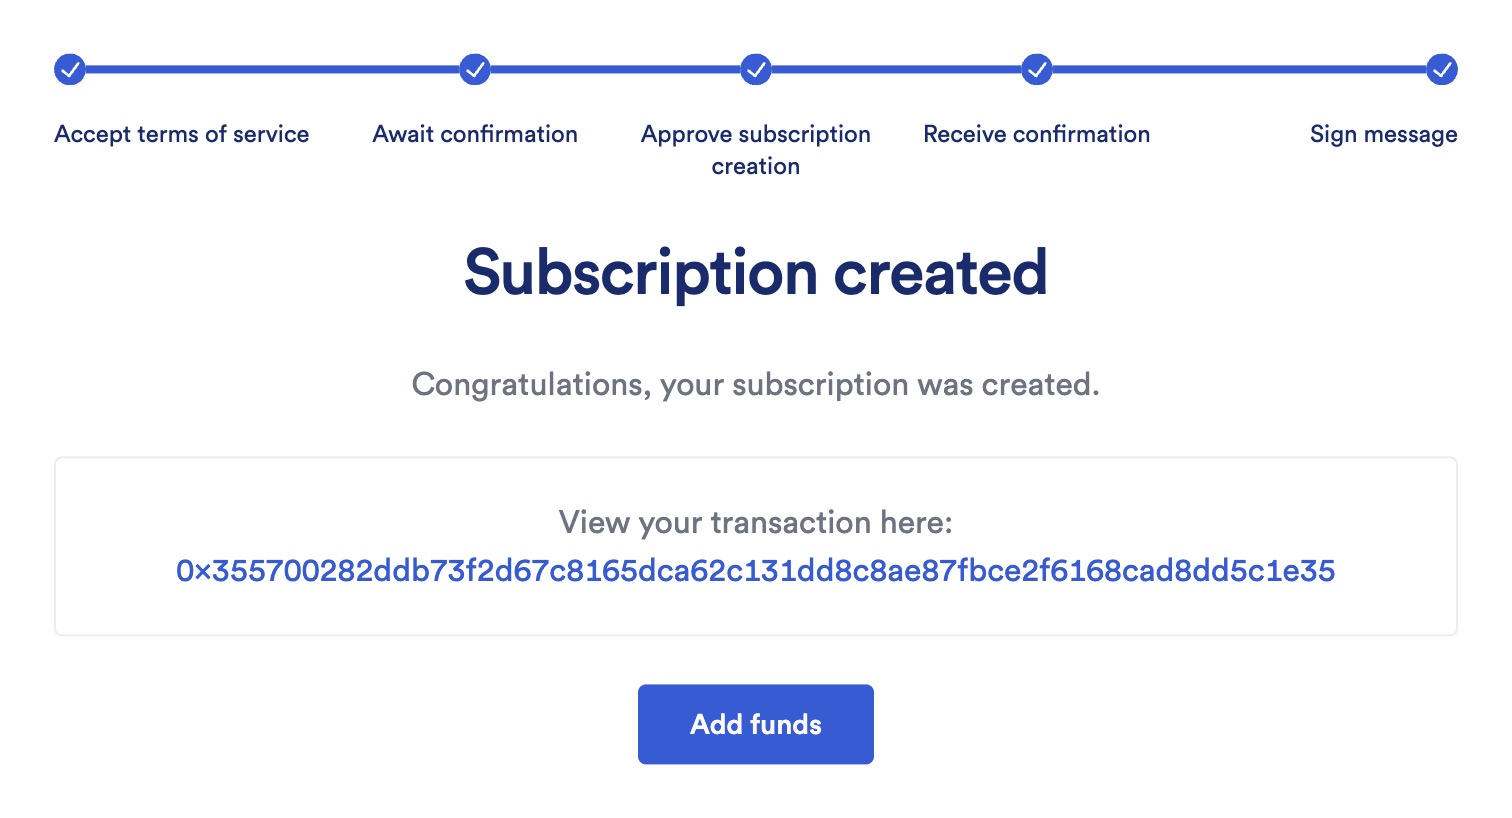 Accept terms of service
Await confirmation
Approve subscription
creation
Receive confirmation
Sign message
Subscription created
Congratulations, your subscription was created.
View your transaction here:
0x355700282ddb73f2d67c8165dca62c131dd8c8ae87fbce2f6168cad8dd5c1e35
Add funds